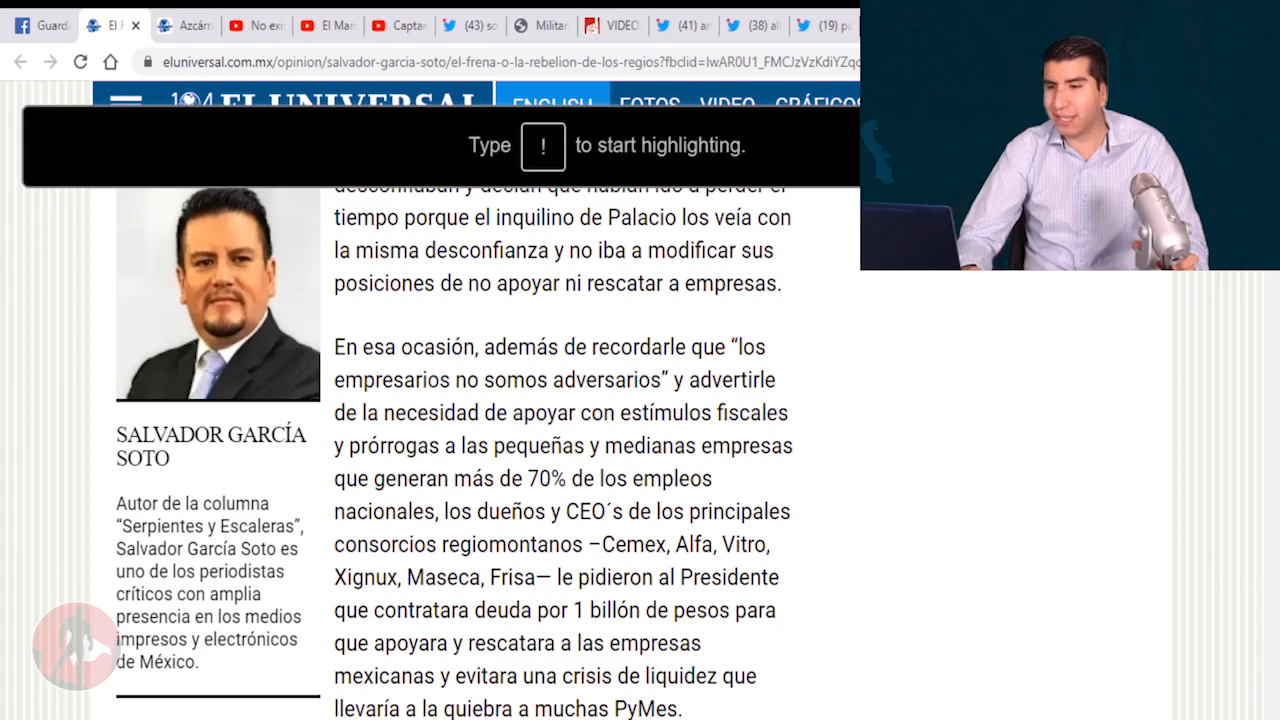 Guarda
El F
Azcárr
No exi
El Man
Captar
(43) so
Militar
VIDEO
(41) ar
(38) al
(19) pa
eluniversal.com.mx/opinion/salvador-garcia-soto/el-frena-o-la-rebelion-de-los-regios?fbclid=IwAR0U1_FMCJzVzKdiYZqc
104 EL UNIVERSAL
ENGLISH FOTOS VIDEO GRÁFICOS
Type ! to start highlighting.
desconfiaban y decían que habían ido a perder el
tiempo porque el inquilino de Palacio los veía con
la misma desconfianza y no iba a modificar sus
posiciones de no apoyar ni rescatar a empresas.
En esa ocasión, además de recordarle que “los
empresarios no somos adversarios” y advertirle
de la necesidad de apoyar con estímulos fiscales
y prórrogas a las pequeñas y medianas empresas
que generan más de 70% de los empleos
nacionales, los dueños y CEO´s de los principales
consorcios regiomontanos –Cemex, Alfa, Vitro,
Xignux, Maseca, Frisa— le pidieron al Presidente
que contratara deuda por 1 billón de pesos para
que apoyara y rescatara a las empresas
mexicanas y evitara una crisis de liquidez que
llevaría a la quiebra a muchas PyMes.
SALVADOR GARCÍA
SOTO
Autor de la columna
“Serpientes y Escaleras”,
Salvador García Soto es
uno de los periodistas
críticos con amplia
presencia en los medios
impresos y electrónicos
de México.